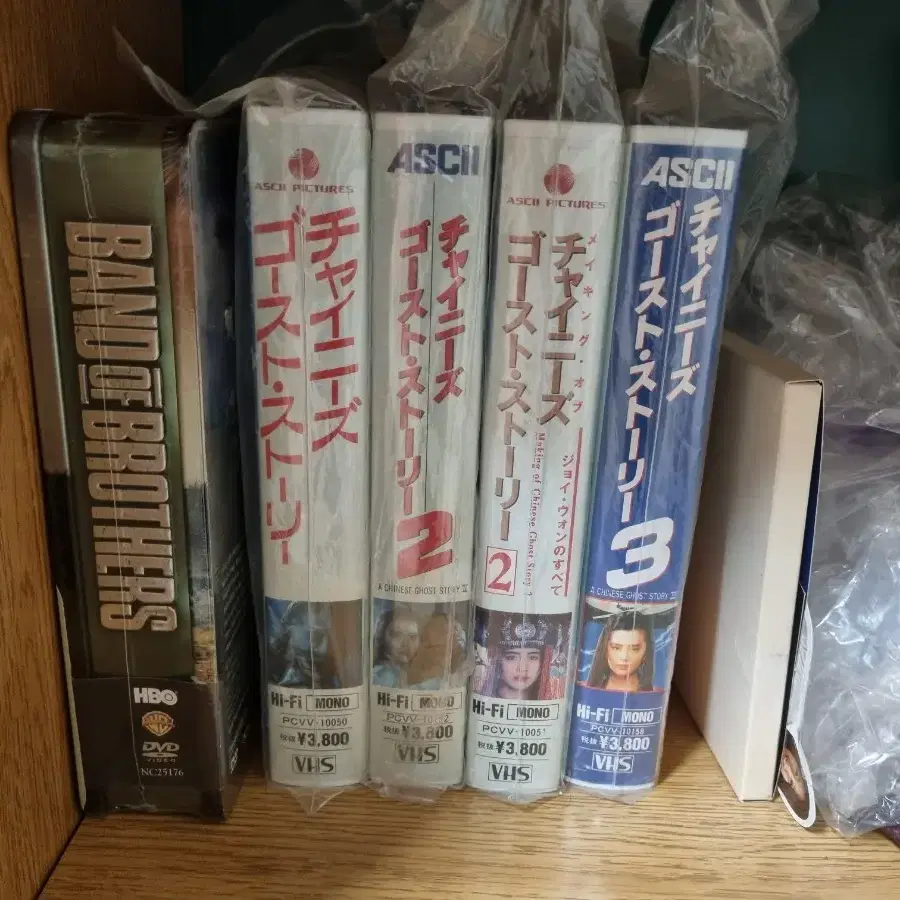 BAND OF BROTHERS
HBO
DVD
VIDEO
NC25176
ASCII PICTURES
チャイニーズ
ゴースト・ストーリー
Hi-Fi MONO
PCVV-10050
税抜¥3,800
VHS
ASCII
チャイニーズ
ゴースト・ストーリー
2
A CHINESE GHOST STORY II
Hi-Fi MONO
税抜¥3,800
VHS
ASCII PICTURES
メイキング・オブ
チャイニーズ
ゴースト・ストーリー
2
Making of Chinese Ghost Story 2
ジョイ・ウォンのすべて
Hi-Fi MONO
PCVV-10051
税抜¥3,800
VHS
ASCII
チャイニーズ
ゴースト・ストーリー
3
A CHINESE GHOST STORY III
Hi-Fi MONO
PCVV-10158
税抜¥3,800
VHS